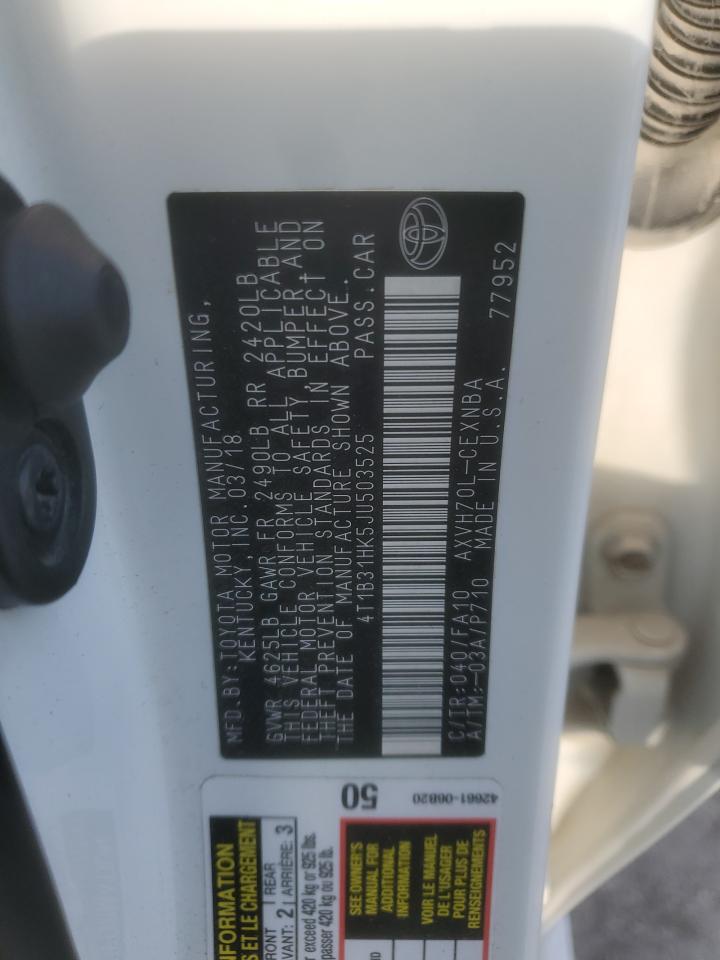 MFD.BY:TOYOTA MOTOR MANUFACTURING,
KENTUCKY, INC.03/18
GVWR 4625LB GAWR FR 2490LB RR 2420LB
THIS VEHICLE CONFORMS TO ALL APPLICABLE
FEDERAL MOTOR VEHICLE SAFETY, BUMPER, AND
THEFT PREVENTION STANDARDS IN EFFECT ON
THE DATE OF MANUFACTURE SHOWN ABOVE.
4T1B31HK5JU503525 PASS.CAR
C/TR:040/FA10 AXVH70L-CEXNBA
A/TM:-03A/P710 MADE IN U.S.A. 77952
50
42661-06B20
INFORMATION
S ET LE CHARGEMENT
FRONT 2 REAR 3
AVANT: ARRIÈRE:
exceed 420 kg or 925 lbs.
passer 420 kg ou 925 lb.
SEE OWNER'S
MANUAL FOR
ADDITIONAL
INFORMATION
VOIR LE MANUEL
DE L'USAGER
POUR PLUS DE
RENSEIGNEMENTS